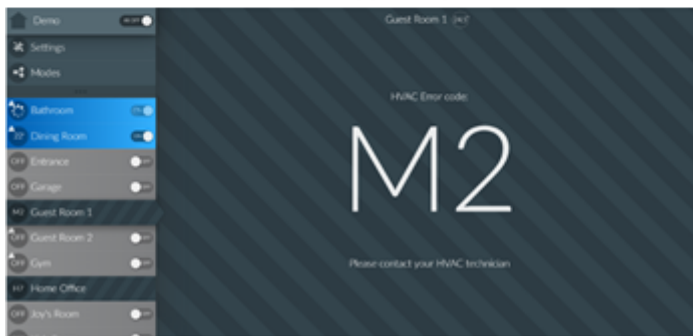 Demo
Settings
Modes
Bathroom
Dining Room
OFF Entrance
OFF Garage
M2 Guest Room 1
OFF Guest Room 2
OFF Gym
Home Office
OFF Joy's Room
Guest Room 1
HVAC Error code:
M2
Please contact your HVAC technician